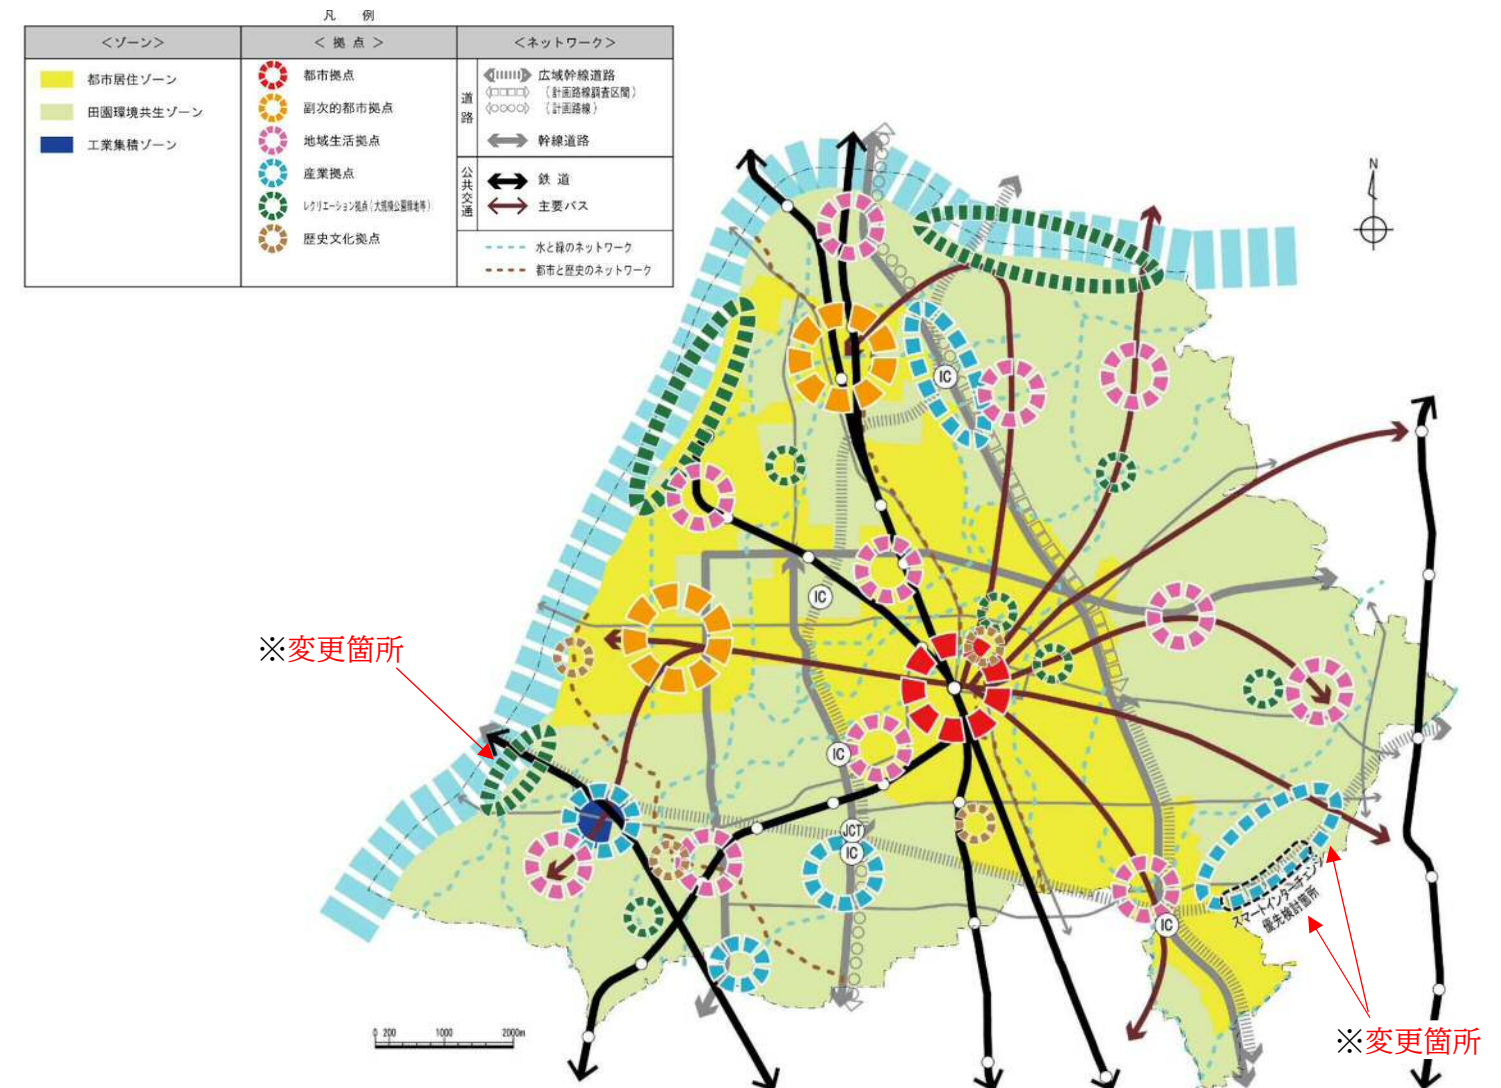 凡 例
＜ゾーン＞
都市居住ゾーン
田園環境共生ゾーン
工業集積ゾーン
＜ 拠 点 ＞
都市拠点
副次的都市拠点
地域生活拠点
産業拠点
レクリエーション拠点（大規模公園緑地等）
歴史文化拠点
＜ネットワーク＞
道路
広域幹線道路
（計画路線調査区間）
（計画路線）
幹線道路
公共交通
鉄 道
主要バス
水と緑のネットワーク
都市と歴史のネットワーク
N
IC
IC
※変更箇所
IC
JCT
IC
スマートインターチェンジ
優先検討箇所
IC
※変更箇所
0 200 1000 2000m